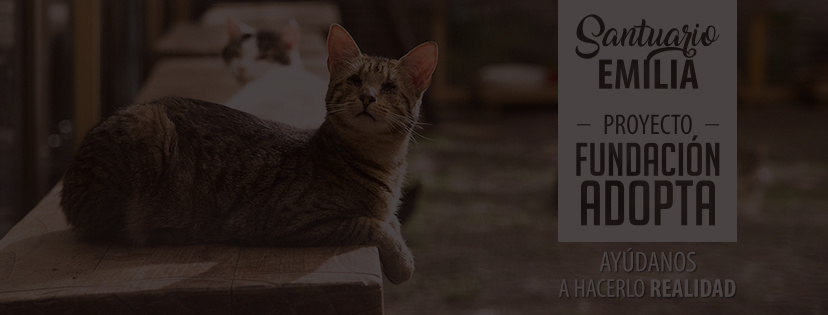 Santuario
EMILIA
– PROYECTO –
FUNDACIÓN
ADOPTA
AYÚDANOS
A HACERLO REALIDAD